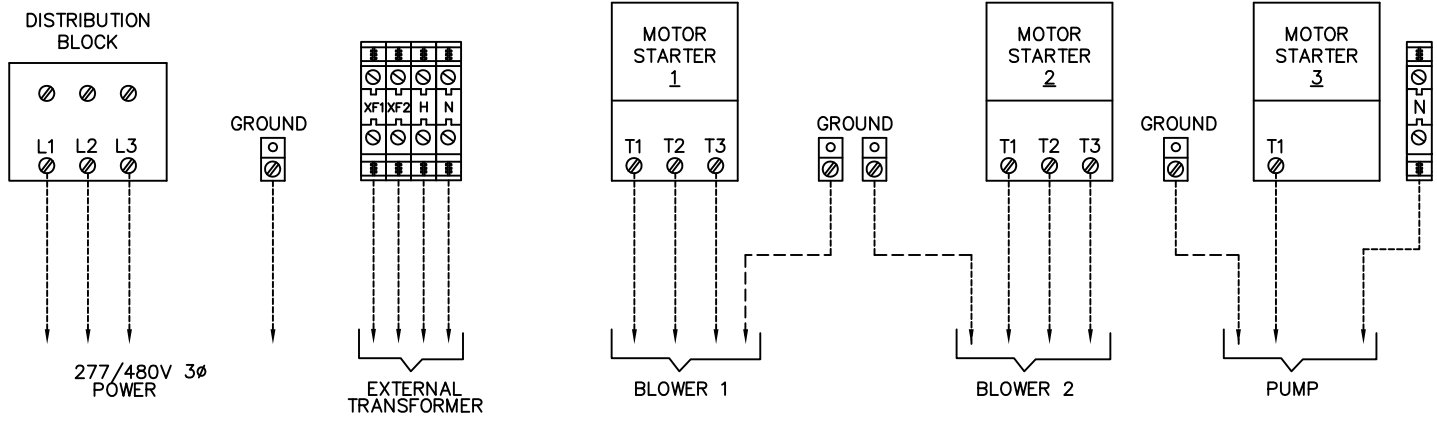 DISTRIBUTION
BLOCK
L1 L2 L3
GROUND
XF1 XF2 H N
277/480V 3ø
POWER
EXTERNAL
TRANSFORMER
MOTOR
STARTER
1
T1 T2 T3
GROUND
BLOWER 1
MOTOR
STARTER
2
T1 T2 T3
BLOWER 2
GROUND
MOTOR
STARTER
3
T1
N
PUMP